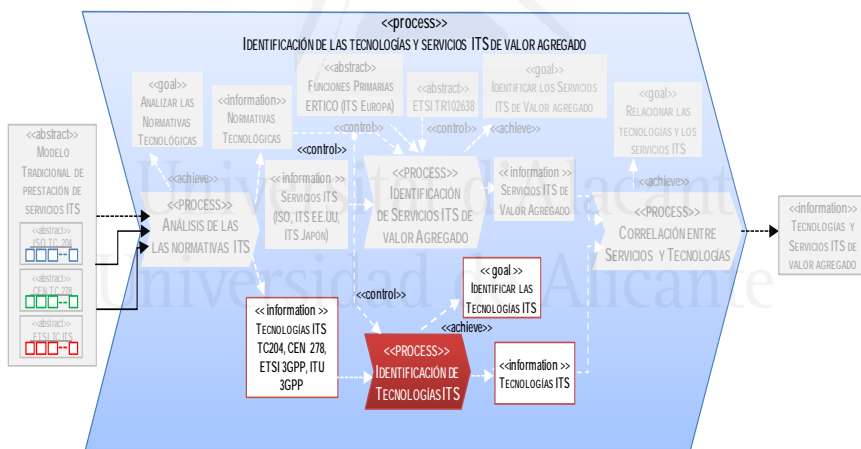 <<process>>
IDENTIFICACIÓN DE LAS TECNOLOGÍAS Y SERVICIOS ITS DE VALOR AGREGADO
<<abstract>>
MODELO
TRADICIONAL DE
PRESTACIÓN DE
SERVICIOS ITS
<<abstract>>
ISO TC 204
<<abstract>>
CEN TC 278
<<abstract>>
ETSI TC ITS
<<goal>>
ANALIZAR LAS
NORMATIVAS
TECNOLÓGICAS
<<information>>
NORMATIVAS
TECNOLÓGICAS
<<abstract>>
FUNCIONES PRIMARIAS
ERTICO (ITS EUROPA)
<<abstract>>
ETSI TR102638
<<goal>>
IDENTIFICAR LOS SERVICIOS
ITS DE VALOR AGREGADO
<<goal>>
RELACIONAR LAS
TECNOLOGÍAS Y LOS
SERVICIOS ITS
<<control>>
<<achieve>>
<<control>>
<<achieve>>
<<PROCESS>>
ANÁLISIS DE LAS
LAS NORMATIVAS ITS
<<information>>
SERVICIOS ITS
(ISO, ITS EE.UU,
ITS JAPÓN)
<<PROCESS>>
IDENTIFICACIÓN
DE SERVICIOS ITS DE
VALOR AGREGADO
<<information>>
SERVICIOS ITS DE
VALOR AGREGADO
<<achieve>>
<<PROCESS>>
CORRELACIÓN ENTRE
SERVICIOS Y TECNOLOGÍAS
<<information>>
TECNOLOGÍAS Y
SERVICIOS ITS DE
VALOR AGREGADO
Universitat d'Alacant
Universidad de Alicante
<<control>>
<<goal>>
IDENTIFICAR LAS
TECNOLOGÍAS ITS
<<information>>
TECNOLOGÍAS ITS
TC204, CEN 278,
ETSI 3GPP, ITU
3GPP
<<achieve>>
<<PROCESS>>
IDENTIFICACIÓN DE
TECNOLOGÍAS ITS
<<information>>
TECNOLOGÍAS ITS